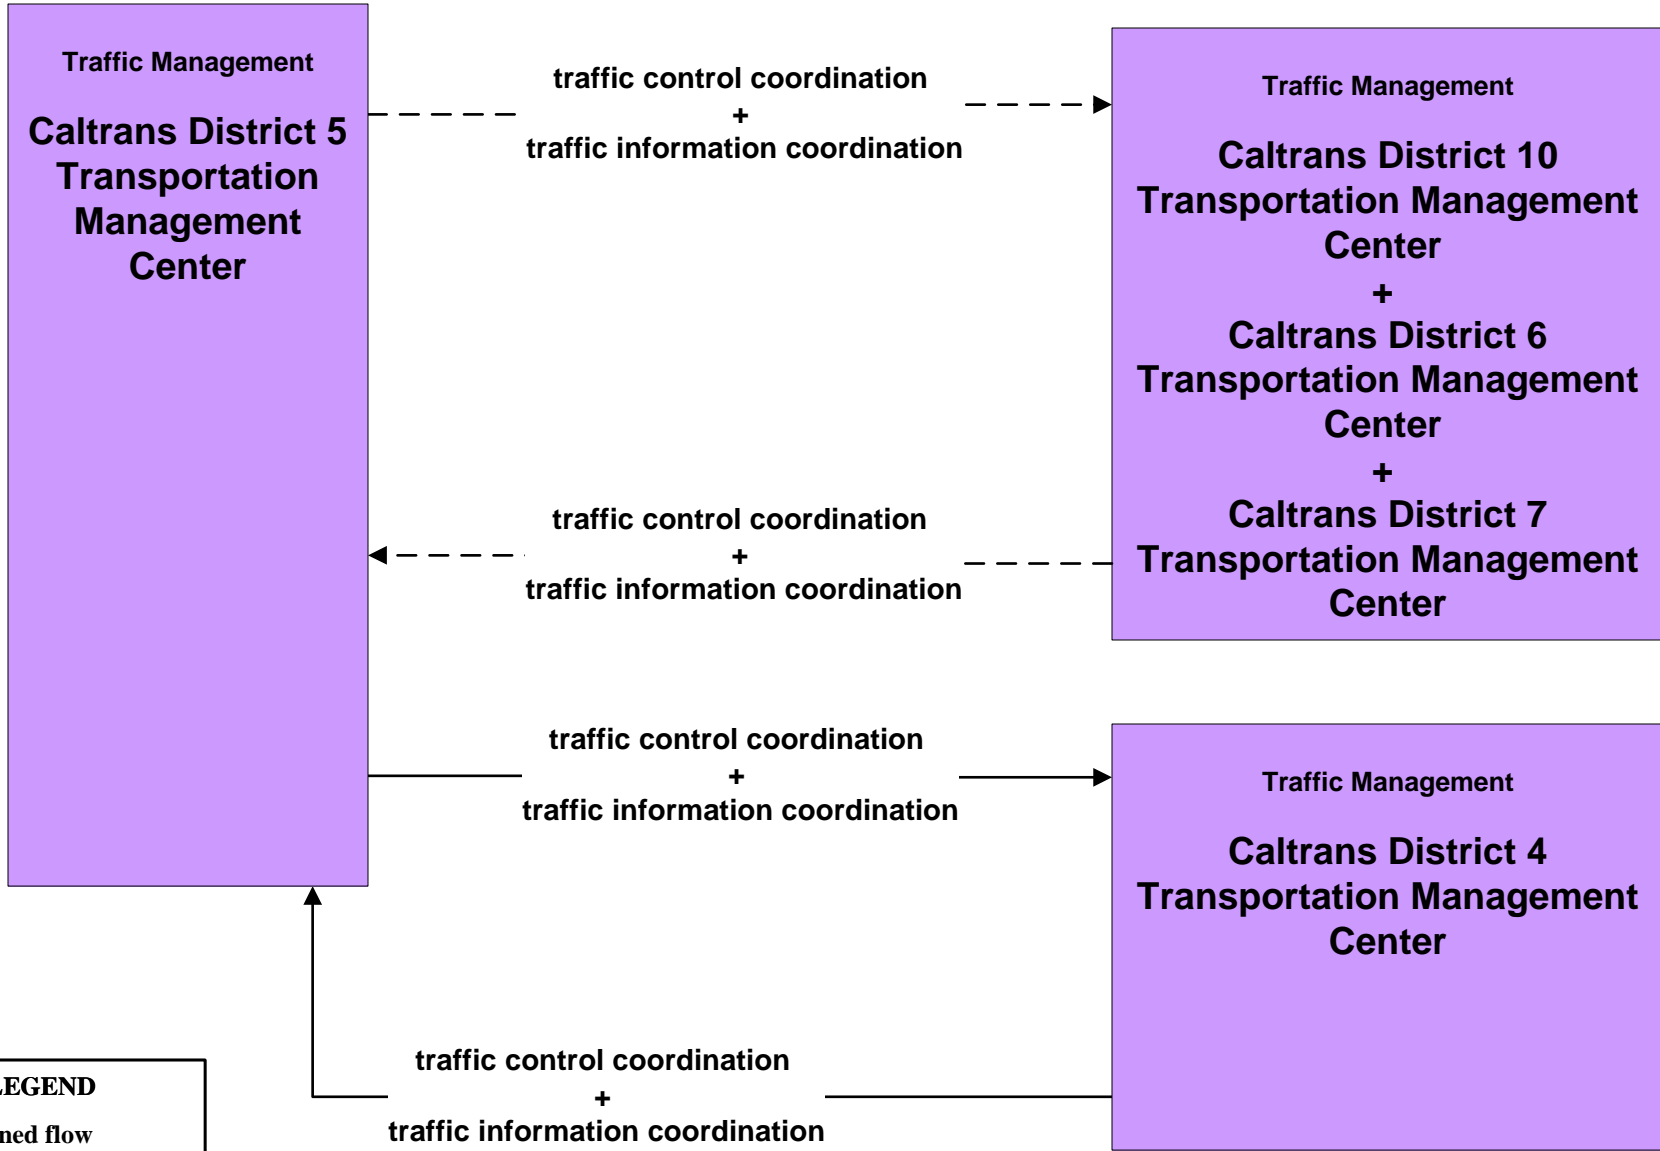 Traffic Management
Caltrans District 5
Transportation
Management
Center
traffic control coordination
+
traffic information coordination
Traffic Management
Caltrans District 10
Transportation Management
Center
+
Caltrans District 6
Transportation Management
Center
+
Caltrans District 7
Transportation Management
Center
traffic control coordination
+
traffic information coordination
traffic control coordination
+
traffic information coordination
Traffic Management
Caltrans District 4
Transportation Management
Center
traffic control coordination
+
traffic information coordination
LEGEND
ned flow